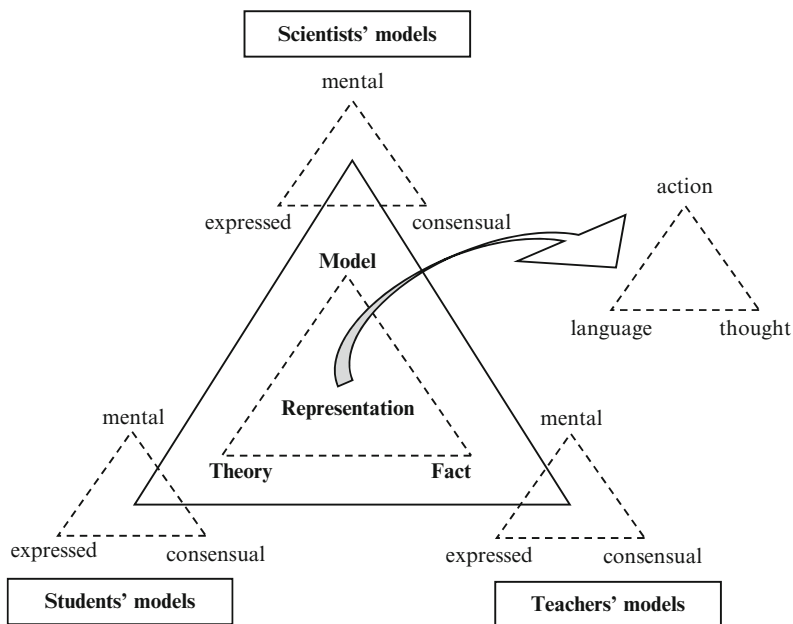 Scientists’ models
mental
expressed
consensual
action
language
thought
Model
Representation
Theory
Fact
mental
expressed
consensual
Students’ models
mental
expressed
consensual
Teachers’ models